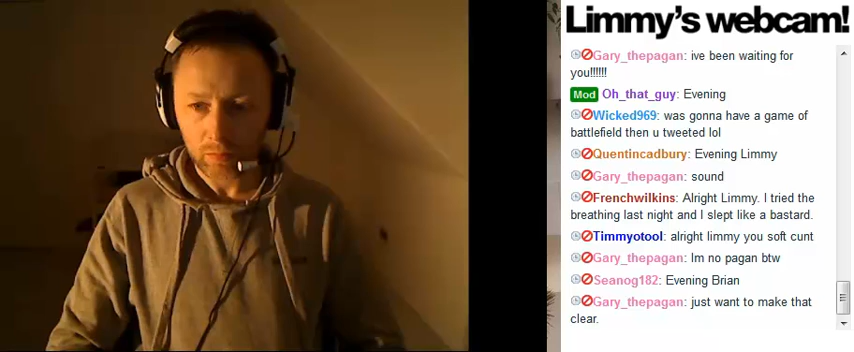 Limmy's webcam!
Gary_thepagan: ive been waiting for
you!!!!!!
Mod Oh_that_guy: Evening
Wicked969: was gonna have a game of
battlefield then u tweeted lol
Quentincadbury: Evening Limmy
Gary_thepagan: sound
Frenchwilkins: Alright Limmy. I tried the
breathing last night and I slept like a bastard.
Timmyotool: alright limmy you soft cunt
Gary_thepagan: Im no pagan btw
Seanog182: Evening Brian
Gary_thepagan: just want to make that
clear.